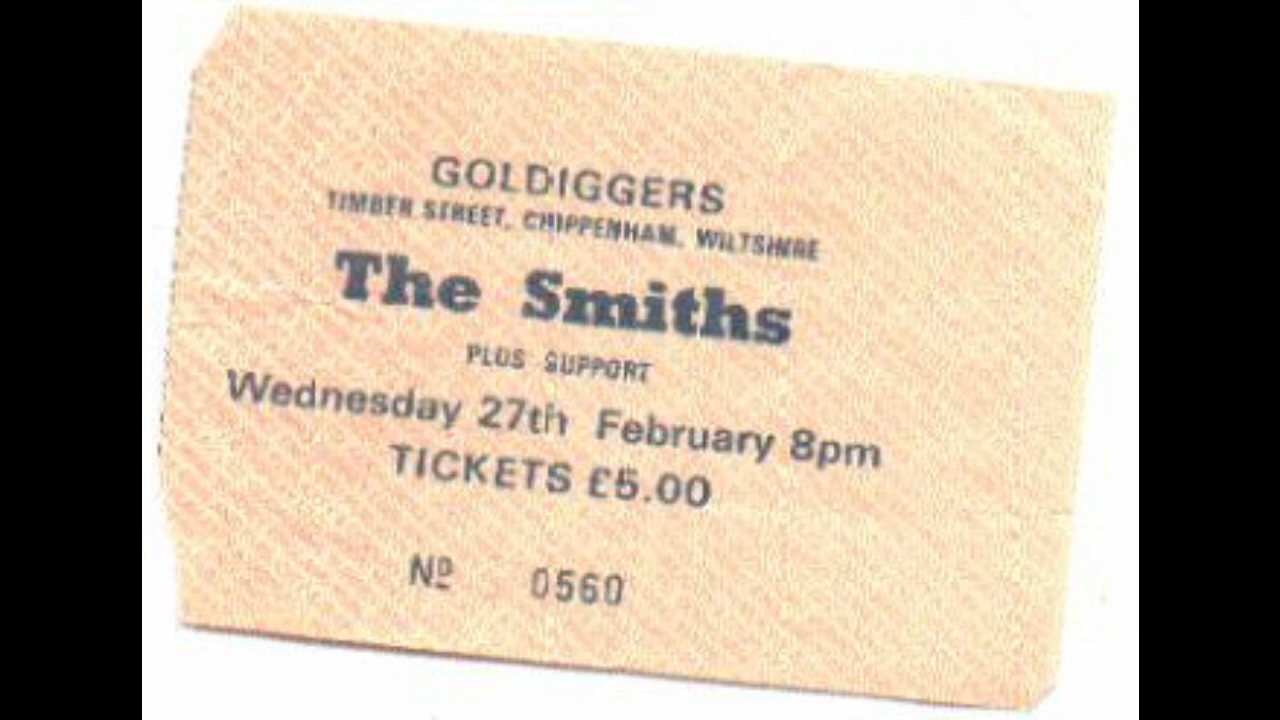 GOLDIGGERS
TIMBER STREET, CHIPPENHAM, WILTSHIRE
The Smiths
PLUS SUPPORT
Wednesday 27th February 8pm
TICKETS £5.00
Nº 0560